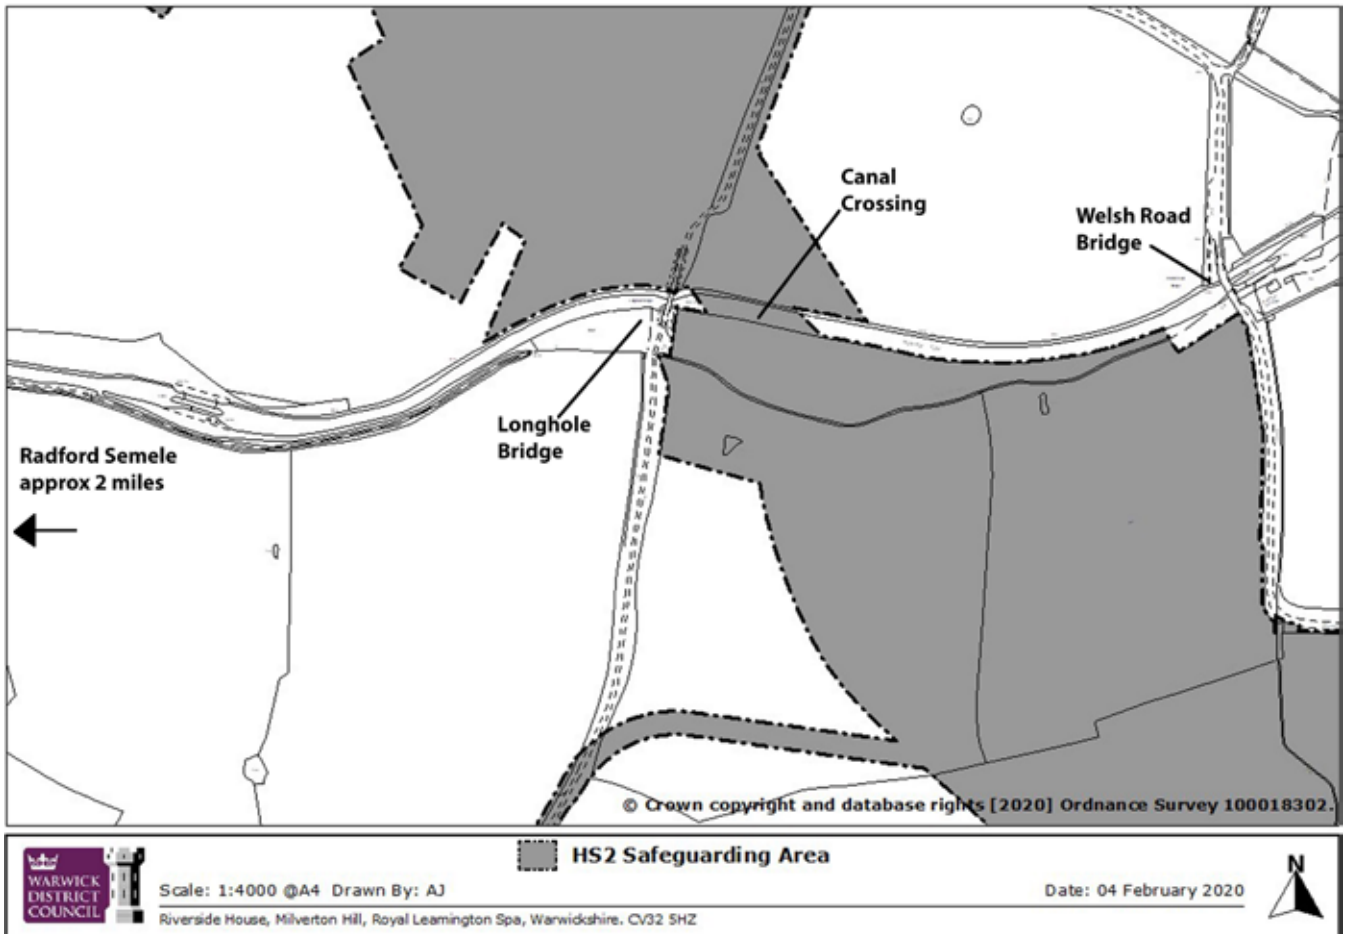 Canal
Crossing
Welsh Road
Bridge
Longhole
Bridge
Radford Semele
approx 2 miles
© Crown copyright and database rights [2020] Ordnance Survey 100018302.
HS2 Safeguarding Area
WARWICK
DISTRICT
COUNCIL
Scale: 1:4000 @A4 Drawn By: AJ
Date: 04 February 2020
Riverside House, Milverton Hill, Royal Leamington Spa, Warwickshire. CV32 5HZ
N